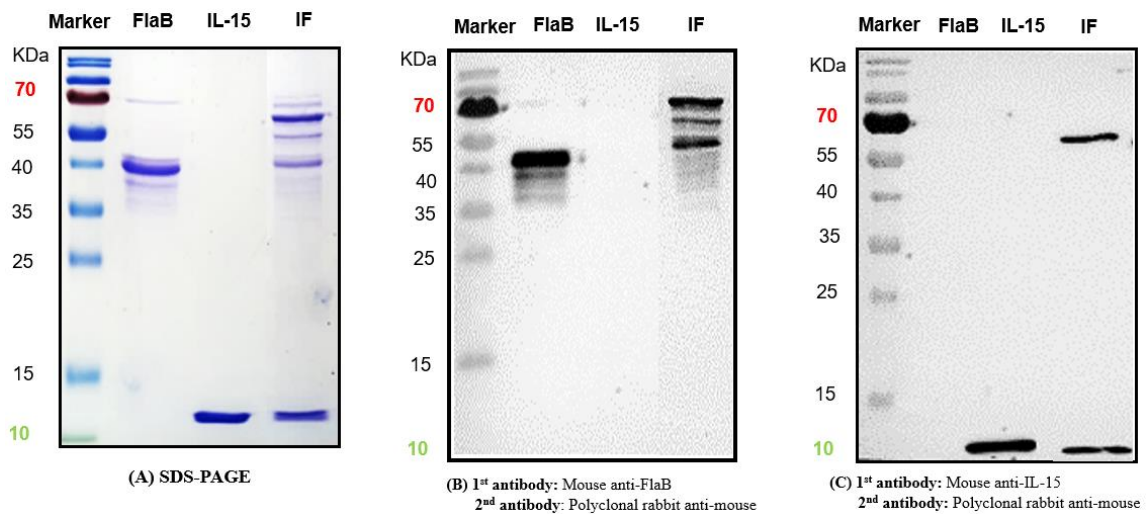 Marker FlaB IL-15 IF
KDa
70
55
40
35
25
15
10
(A) SDS-PAGE
Marker FlaB IL-15 IF
KDa
70
55
40
35
25
15
10
(B) 1st antibody: Mouse anti-FlaB
2nd antibody: Polyclonal rabbit anti-mouse
Marker FlaB IL-15 IF
KDa
70
55
40
35
25
15
10
(C) 1st antibody: Mouse anti-IL-15
2nd antibody: Polyclonal rabbit anti-mouse